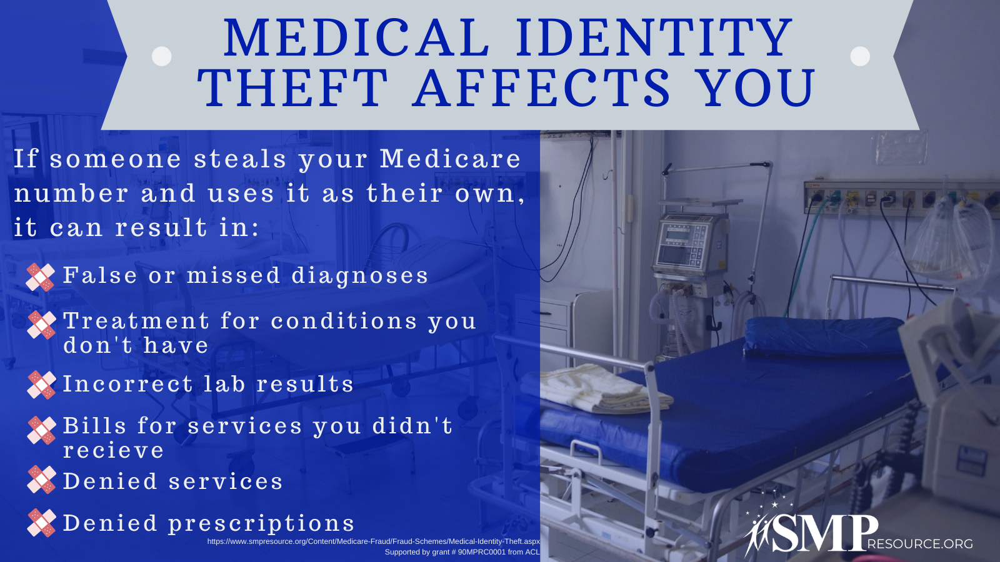 MEDICAL IDENTITY
THEFT AFFECTS YOU
If someone steals your Medicare
number and uses it as their own,
it can result in:
False or missed diagnoses
Treatment for conditions you
don't have
Incorrect lab results
Bills for services you didn't
recieve
Denied services
Denied prescriptions
https://www.smpresource.org/Content/Medicare-Fraud/Fraud-Schemes/Medical-Identity-Theft.aspx
Supported by grant # 90MPRC0001 from ACL
SMPRESOURCE.ORG